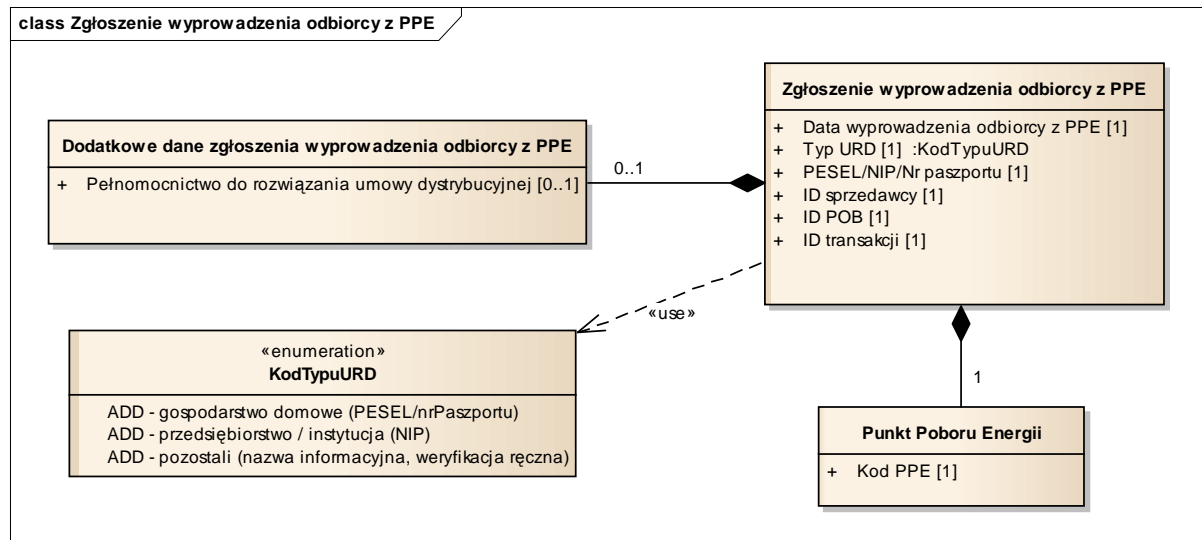 class Zgłoszenie wyprowadzenia odbiorcy z PPE
Zgłoszenie wyprowadzenia odbiorcy z PPE
+ Data wyprowadzenia odbiorcy z PPE [1]
+ Typ URD [1] :KodTypuURD
+ PESEL/NIP/Nr paszportu [1]
+ ID sprzedawcy [1]
+ ID POB [1]
+ ID transakcji [1]
Dodatkowe dane zgłoszenia wyprowadzenia odbiorcy z PPE
+ Pełnomocnictwo do rozwiązania umowy dystrybucyjnej [0..1]
0..1
«use»
«enumeration»
KodTypuURD
ADD - gospodarstwo domowe (PESEL/nrPaszportu)
ADD - przedsiębiorstwo / instytucja (NIP)
ADD - pozostali (nazwa informacyjna, weryfikacja ręczna)
1
Punkt Poboru Energii
+ Kod PPE [1]